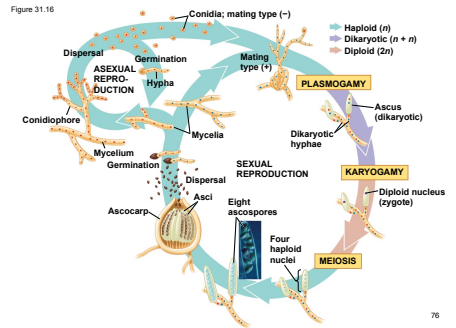 Figure 31.16
Conidia; mating type (−)
Haploid (n)
Dikaryotic (n + n)
Diploid (2n)
Dispersal
Germination
Mating
type (+)
ASEXUAL
REPRO-
DUCTION
Hypha
PLASMOGAMY
Ascus
(dikaryotic)
Conidiophore
Mycelia
Dikaryotic
hyphae
Mycelium
Germination
SEXUAL
REPRODUCTION
KARYOGAMY
Dispersal
Diploid nucleus
(zygote)
Asci
Ascocarp
Eight
ascospores
Four
haploid
nuclei
MEIOSIS
76